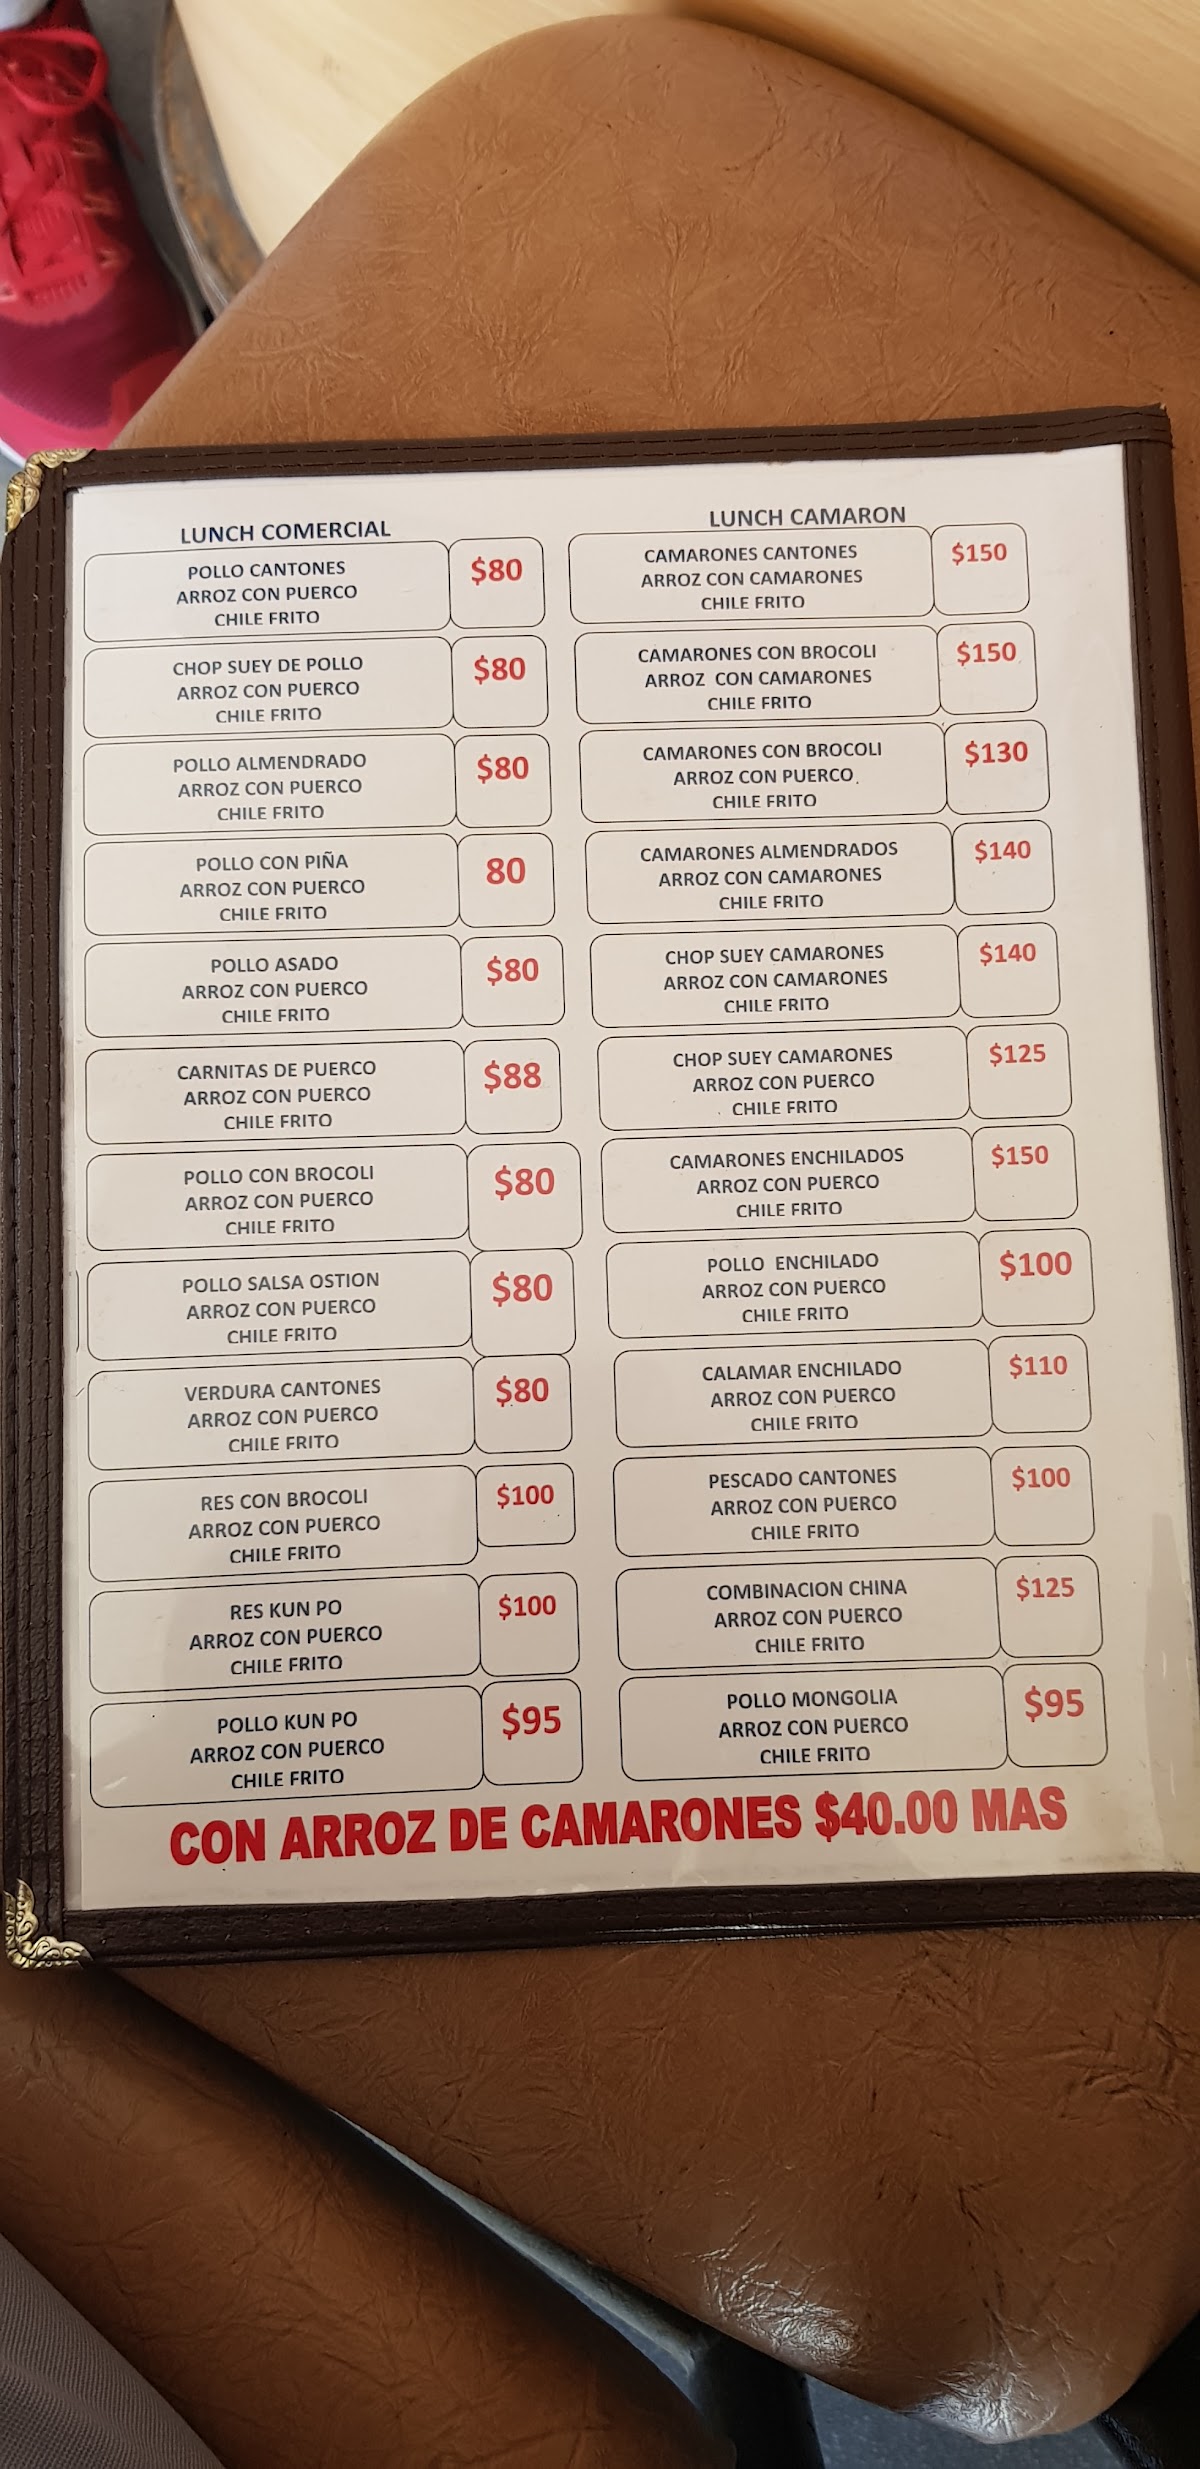 LUNCH COMERCIAL
POLLO CANTONES
ARROZ CON PUERCO
CHILE FRITO
$80
CHOP SUEY DE POLLO
ARROZ CON PUERCO
CHILE FRITO
$80
POLLO ALMENDRADO
ARROZ CON PUERCO
CHILE FRITO
$80
POLLO CON PIÑA
ARROZ CON PUERCO
CHILE FRITO
80
POLLO ASADO
ARROZ CON PUERCO
CHILE FRITO
$80
CARNITAS DE PUERCO
ARROZ CON PUERCO
CHILE FRITO
$88
POLLO CON BROCOLI
ARROZ CON PUERCO
CHILE FRITO
$80
POLLO SALSA OSTION
ARROZ CON PUERCO
CHILE FRITO
$80
VERDURA CANTONES
ARROZ CON PUERCO
CHILE FRITO
$80
RES CON BROCOLI
ARROZ CON PUERCO
CHILE FRITO
$100
RES KUN PO
ARROZ CON PUERCO
CHILE FRITO
$100
POLLO KUN PO
ARROZ CON PUERCO
CHILE FRITO
$95
LUNCH CAMARON
CAMARONES CANTONES
ARROZ CON CAMARONES
CHILE FRITO
$150
CAMARONES CON BROCOLI
ARROZ CON CAMARONES
CHILE FRITO
$150
CAMARONES CON BROCOLI
ARROZ CON PUERCO.
CHILE FRITO
$130
CAMARONES ALMENDRADOS
ARROZ CON CAMARONES
CHILE FRITO
$140
CHOP SUEY CAMARONES
ARROZ CON CAMARONES
CHILE FRITO
$140
CHOP SUEY CAMARONES
ARROZ CON PUERCO
. CHILE FRITO
$125
CAMARONES ENCHILADOS
ARROZ CON PUERCO
CHILE FRITO
$150
POLLO ENCHILADO
ARROZ CON PUERCO
CHILE FRITO
$100
CALAMAR ENCHILADO
ARROZ CON PUERCO
CHILE FRITO
$110
PESCADO CANTONES
ARROZ CON PUERCO
CHILE FRITO
$100
COMBINACION CHINA
ARROZ CON PUERCO
CHILE FRITO
$125
POLLO MONGOLIA
ARROZ CON PUERCO
CHILE FRITO
$95
CON ARROZ DE CAMARONES $40.00 MAS